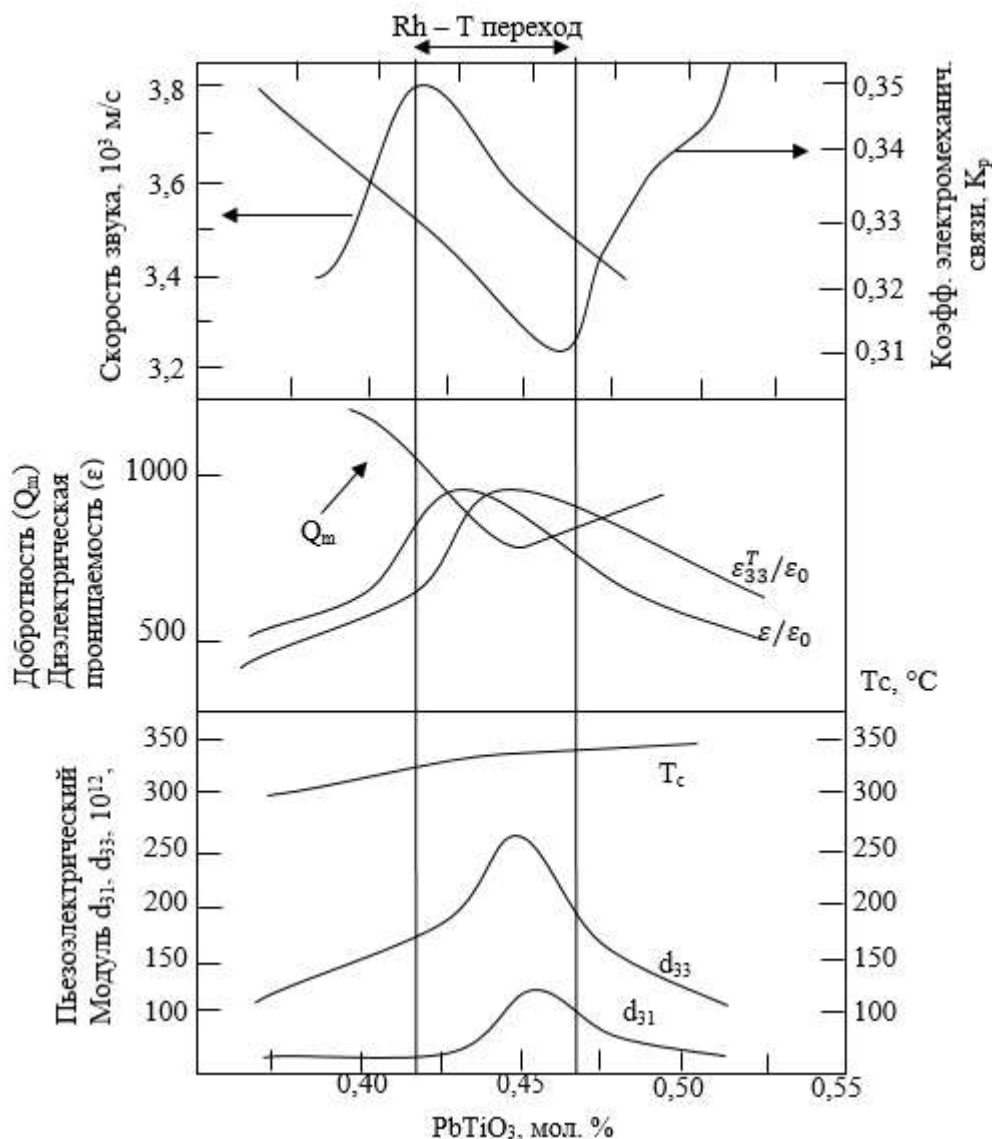 Rh – T переход
Скорость звука, 10³ м/с
3,8
3,6
3,4
3,2
0,35
0,34
0,33
0,32
0,31
Коэфф. электромеханич.
связи, Kₚ
Добротность (Qₘ)
Диэлектрическая
проницаемость (ε)
1000
500
Qₘ
ε₃₃ᵀ/ε₀
ε/ε₀
Tc, °C
Пьезоэлектрический
Модуль d₃₁, d₃₃, 10¹²,
350
300
250
200
150
100
Tc
d₃₃
d₃₁
350
300
250
200
150
100
0,40
0,45
0,50
0,55
PbTiO₃, мол. %